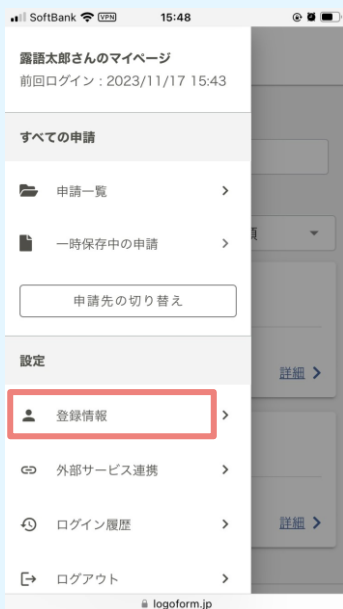 SoftBank VPN 15:48
露語太郎さんのマイページ
前回ログイン : 2023/11/17 15:43
すべての申請
申請一覧
一時保存中の申請
申請先の切り替え
設定
登録情報
詳細
外部サービス連携
ログイン履歴
詳細
ログアウト
logoform.jp